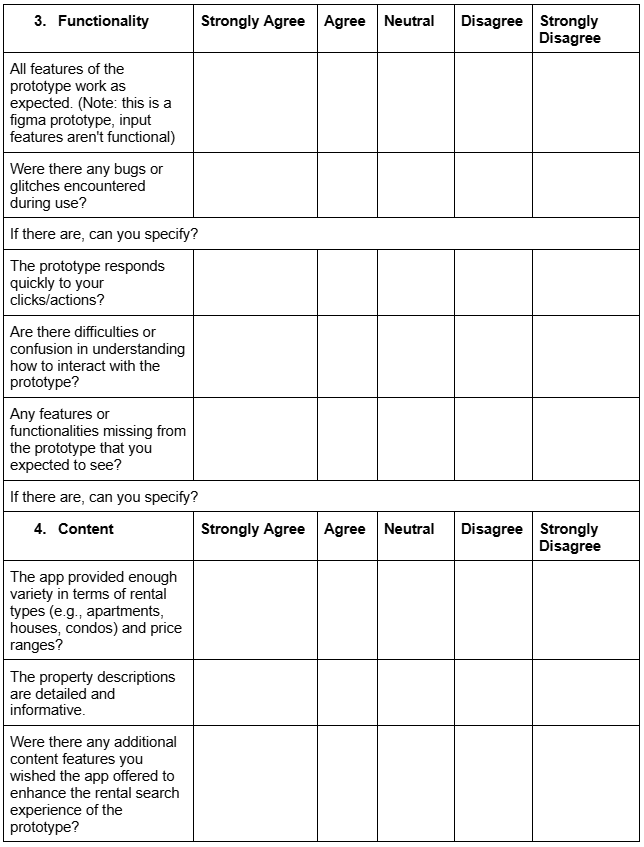 3. Functionality Strongly Agree Agree Neutral Disagree Strongly
Disagree
All features of the
prototype work as
expected. (Note: this is a
figma prototype, input
features aren't functional)
Were there any bugs or
glitches encountered
during use?
If there are, can you specify?
The prototype responds
quickly to your
clicks/actions?
Are there difficulties or
confusion in understanding
how to interact with the
prototype?
Any features or
functionalities missing from
the prototype that you
expected to see?
If there are, can you specify?
4. Content Strongly Agree Agree Neutral Disagree Strongly
Disagree
The app provided enough
variety in terms of rental
types (e.g., apartments,
houses, condos) and price
ranges?
The property descriptions
are detailed and
informative.
Were there any additional
content features you
wished the app offered to
enhance the rental search
experience of the
prototype?